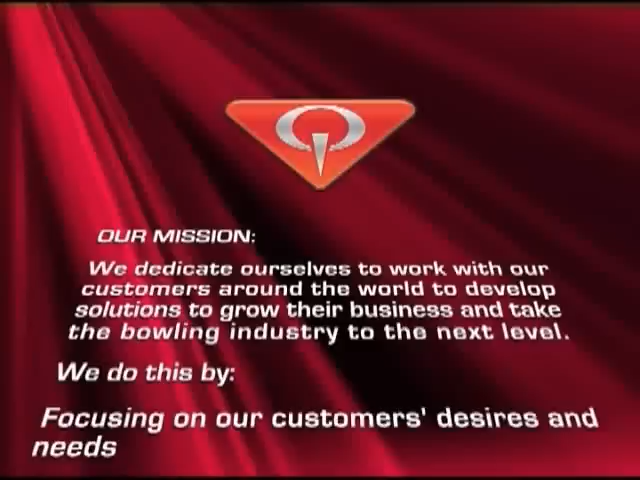 OUR MISSION:
We dedicate ourselves to work with our
customers around the world to develop
solutions to grow their business and take
the bowling industry to the next level.
We do this by:
Focusing on our customers' desires and
needs